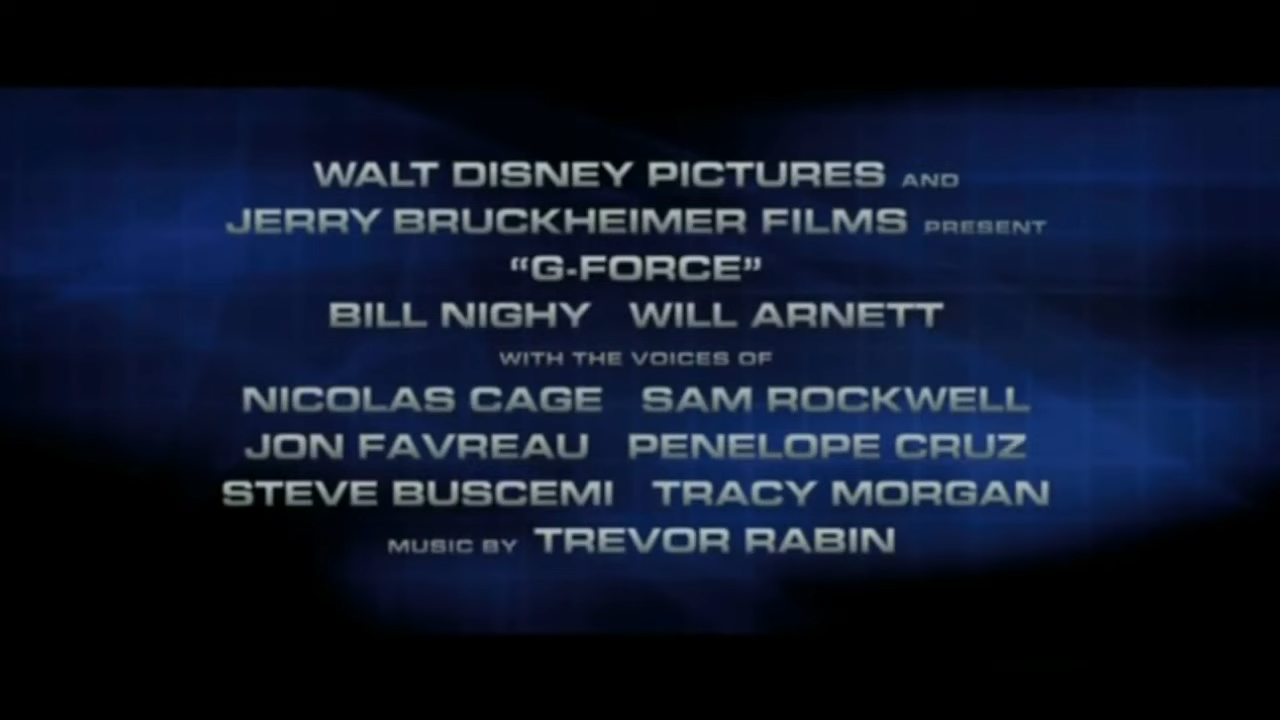 WALT DISNEY PICTURES AND
JERRY BRUCKHEIMER FILMS PRESENT
“G-FORCE”
BILL NIGHY WILL ARNETT
WITH THE VOICES OF
NICOLAS CAGE SAM ROCKWELL
JON FAVREAU PENELOPE CRUZ
STEVE BUSCEMI TRACY MORGAN
MUSIC BY TREVOR RABIN